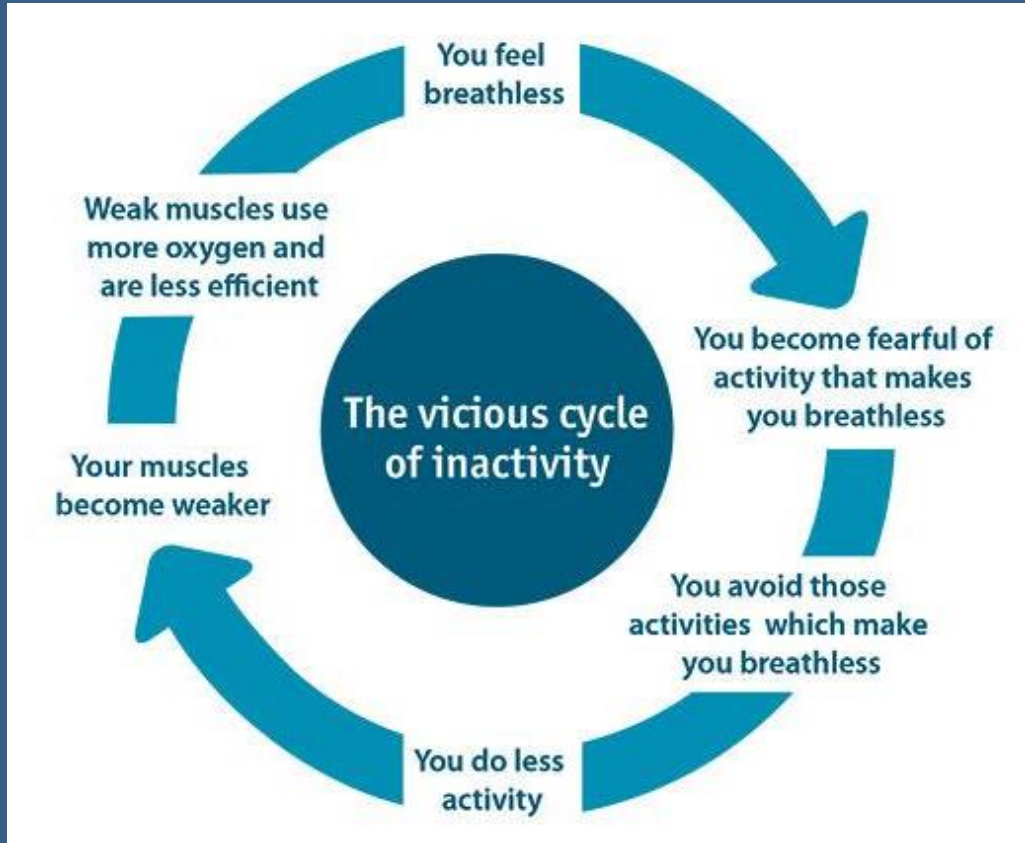 You feel
breathless
You become fearful of
activity that makes
you breathless
You avoid those
activities which make
you breathless
You do less
activity
Your muscles
become weaker
Weak muscles use
more oxygen and
are less efficient
The vicious cycle
of inactivity